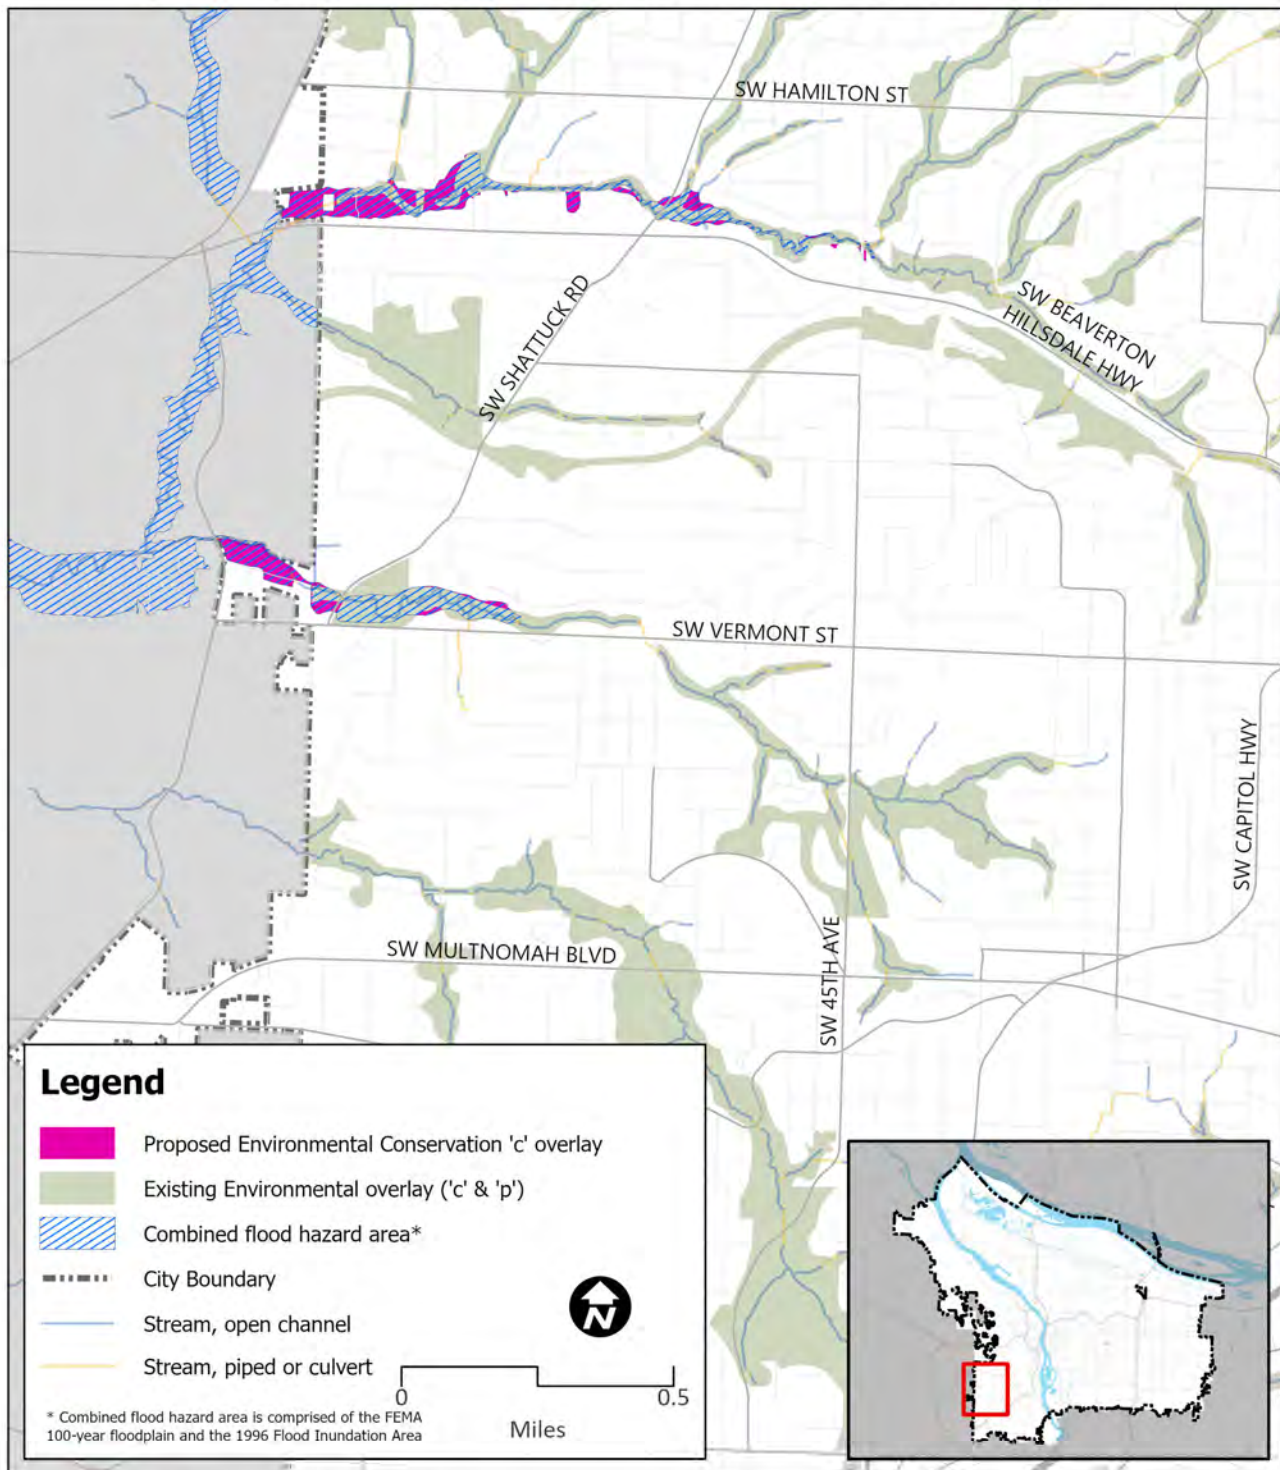 SW HAMILTON ST
SW SHATTUCK RD
SW BEAVERTON
HILLSDALE HWY
SW VERMONT ST
SW CAPITOL HWY
SW 45TH AVE
SW MULTNOMAH BLVD
Legend
Proposed Environmental Conservation 'c' overlay
Existing Environmental overlay ('c' & 'p')
Combined flood hazard area*
City Boundary
Stream, open channel
Stream, piped or culvert
N
0 0.5
Miles
* Combined flood hazard area is comprised of the FEMA
100-year floodplain and the 1996 Flood Inundation Area